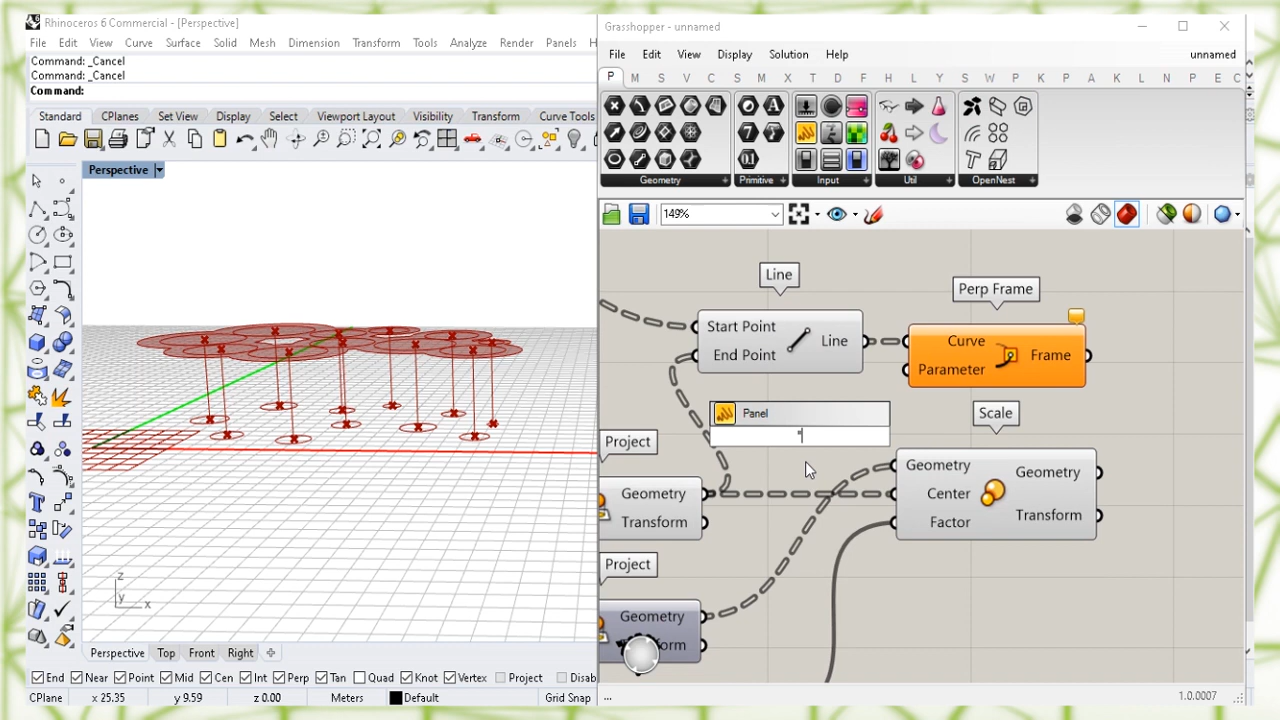 Rhinoceros 6 Commercial - [Perspective]
File Edit View Curve Surface Solid Mesh Dimension Transform Tools Analyze Render Panels H
Command: _Cancel
Command: _Cancel
Command:
Standard CPlanes Set View Display Select Viewport Layout Visibility Transform Curve Tools
Perspective
z
y
x
Perspective Top Front Right
End Near Point Mid Cen Int Perp Tan Quad Knot Vertex Project Disab
CPlane x 25.35 y 9.59 z 0.00 Meters Default Grid Snap
Grasshopper - unnamed
File Edit View Display Solution Help unnamed
P M S V C S M X T D F H L Y S W P K P A K L N P E C
Geometry Primitive Input Util OpenNest
149%
Line
Perp Frame
Start Point
End Point
Line
Curve
Parameter
Frame
Panel
"
Scale
Project
Geometry
Transform
Geometry
Center
Factor
Geometry
Transform
Project
Geometry
... 1.0.0007